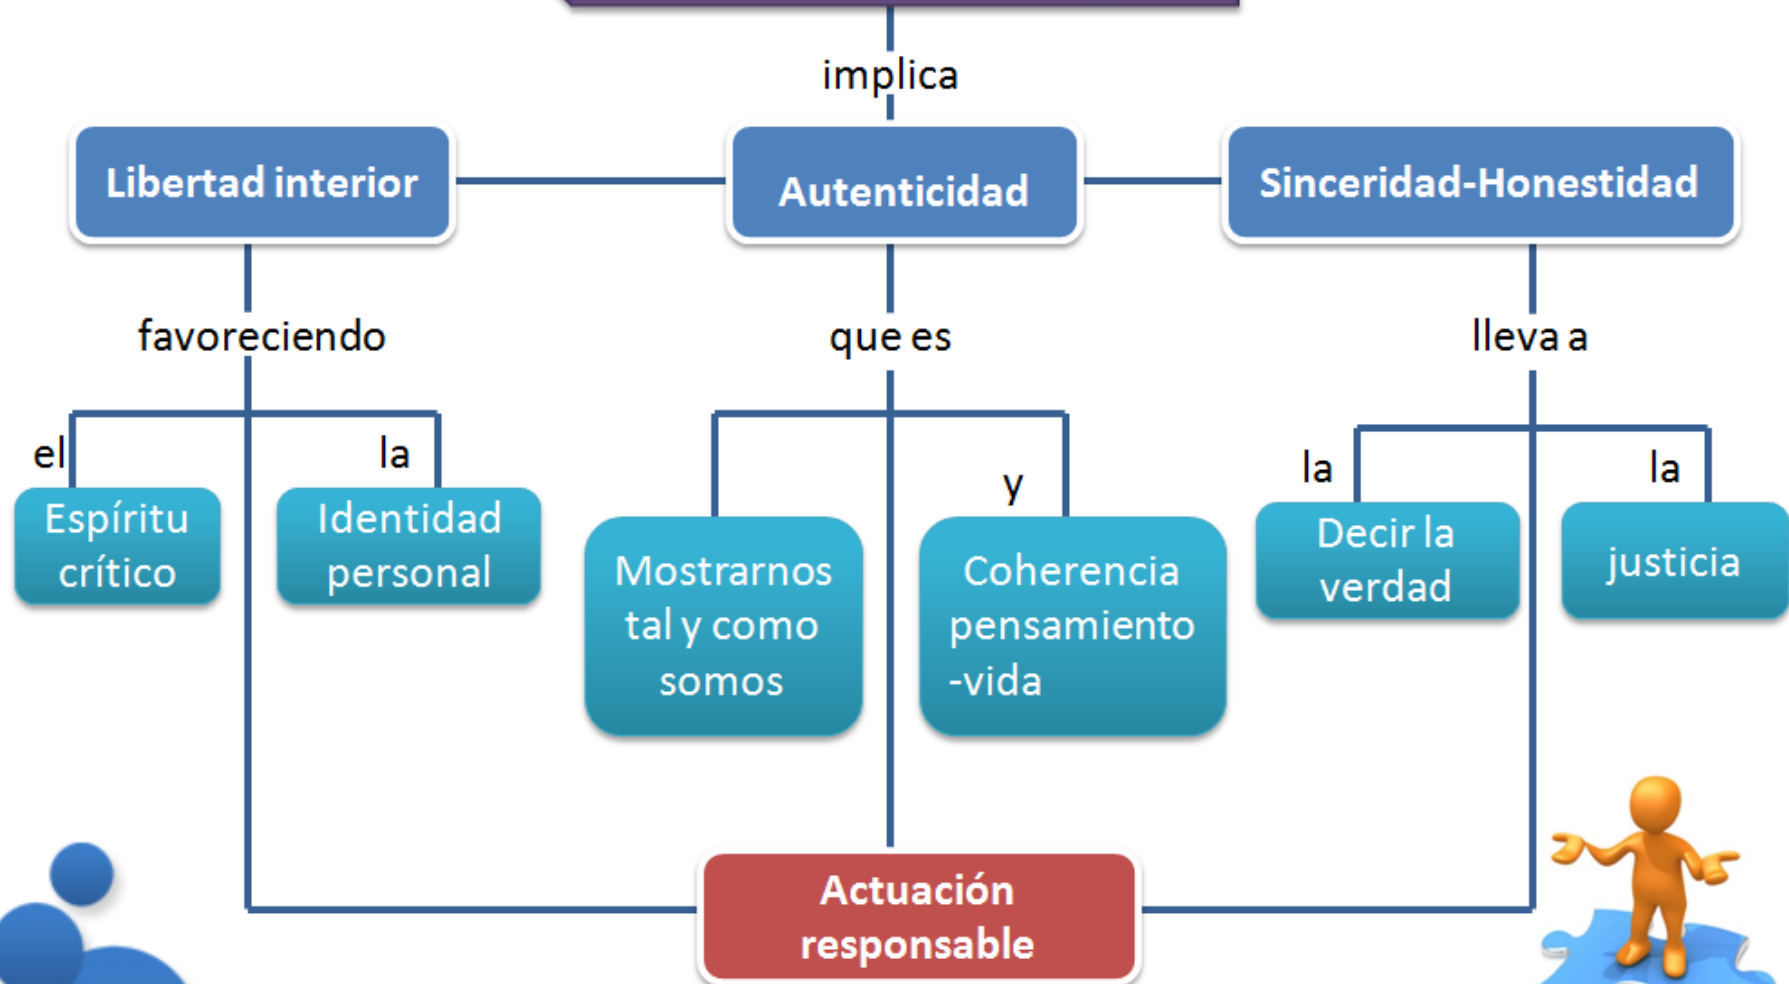 implica
Libertad interior
Autenticidad
Sinceridad-Honestidad
favoreciendo
que es
lleva a
el
la
y
la
la
Espíritu
crítico
Identidad
personal
Mostrarnos
tal y como
somos
Coherencia
pensamiento
-vida
Decir la
verdad
justicia
Actuación
responsable